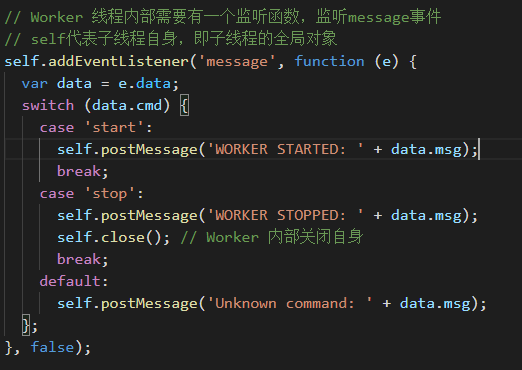 // Worker 线程内部需要有一个监听函数，监听message事件
// self代表子线程自身，即子线程的全局对象
self.addEventListener('message', function (e) {
  var data = e.data;
  switch (data.cmd) {
    case 'start':
      self.postMessage('WORKER STARTED: ' + data.msg);
      break;
    case 'stop':
      self.postMessage('WORKER STOPPED: ' + data.msg);
      self.close(); // Worker 内部关闭自身
      break;
    default:
      self.postMessage('Unknown command: ' + data.msg);
  };
}, false);